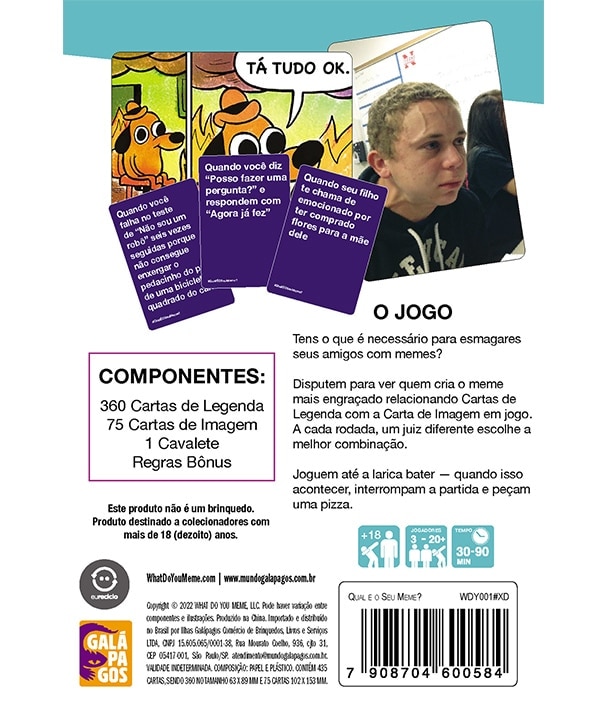 TÁ TUDO OK.
Quando você
falha no teste
de "Não sou um
robô" seis vezes
seguidas porque
não consegue
enxergar o
pedacinho do p
de uma bicicle
quadrado do ca
Quando você diz
"Posso fazer uma
pergunta?" e
respondem com
"Agora já fez"
Quando seu filho
te chama de
emocionado por
ter comprado
flores para a mãe
dele
O JOGO
Tens o que é necessário para esmagares
seus amigos com memes?
Disputem para ver quem cria o meme
mais engraçado relacionando Cartas de
Legenda com a Carta de Imagem em jogo.
A cada rodada, um juiz diferente escolhe a
melhor combinação.
Joguem até a larica bater — quando isso
acontecer, interrompam a partida e peçam
uma pizza.
COMPONENTES:
360 Cartas de Legenda
75 Cartas de Imagem
1 Cavalete
Regras Bônus
Este produto não é um brinquedo.
Produto destinado a colecionadores com
mais de 18 (dezoito) anos.
+18
JOGADORES
3 - 20+
TEMPO
30-90
MIN
eureciclo
WhatDoYouMeme.com | www.mundogalapagos.com.br
Copyright © 2022 WHAT DO YOU MEME, LLC. Pode haver variação entre
componentes e ilustrações. Produzido na China. Importado e distribuído
no Brasil por Ilhas Galápagos Comércio de Brinquedos, Livros e Serviços
LTDA, CNPJ 15.605.065/0001-38, Rua Mourato Coelho, 936, cjto 31,
CEP 05417-001, São Paulo/SP. atendimento@mundogalapagos.com.br
VALIDADE INDETERMINADA. COMPOSIÇÃO: PAPEL E PLÁSTICO. CONTÉM 435
CARTAS, SENDO 360 NO TAMANHO 63 X 89 MM E 75 CARTAS 102 X 153 MM.
GALÁ
PA
GOS
QUAL E O SEU MEME?
WDY001#XD
7 908704 600584